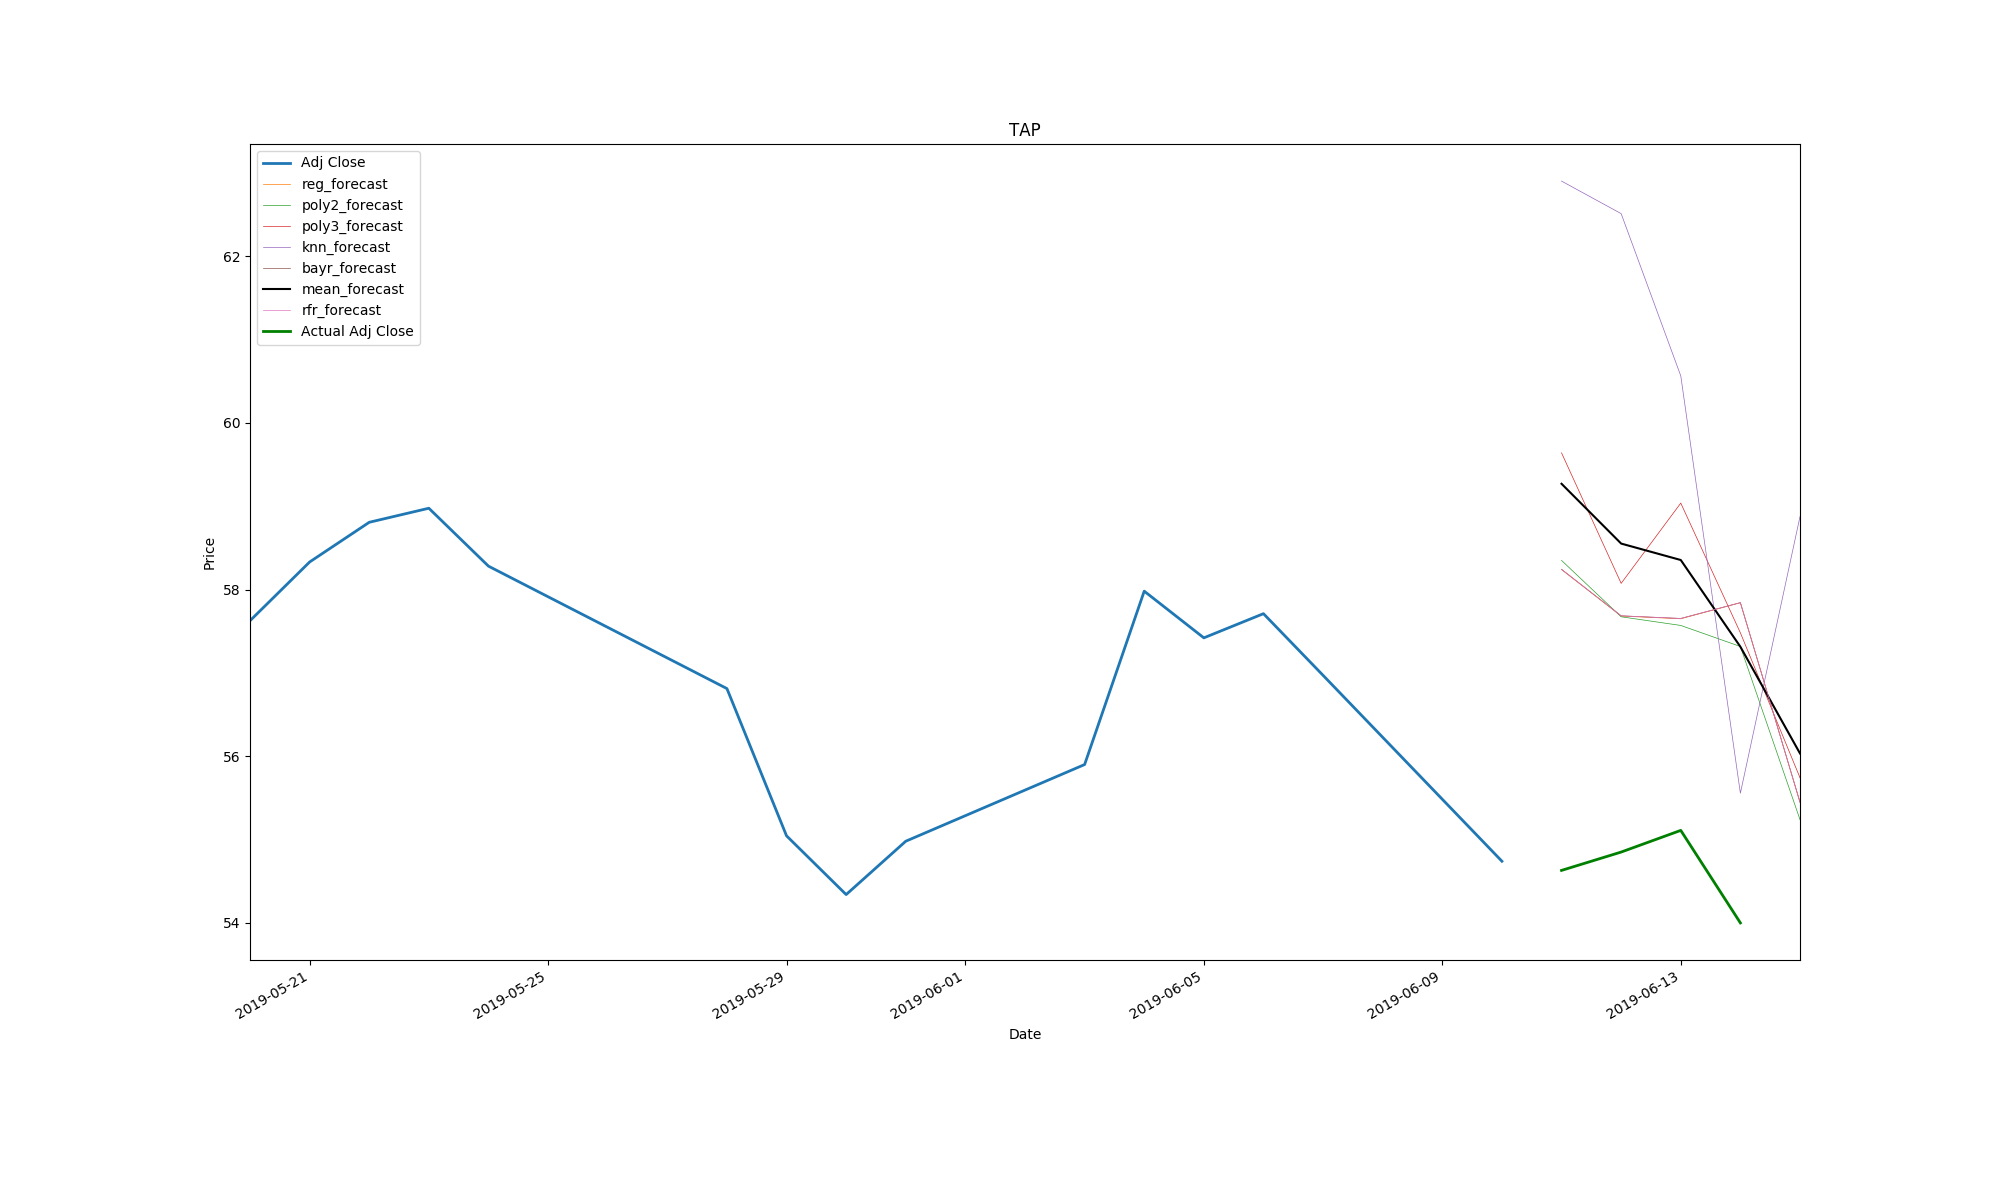 TAP
Adj Close
reg_forecast
poly2_forecast
poly3_forecast
knn_forecast
bayr_forecast
mean_forecast
rfr_forecast
Actual Adj Close
62
60
58
56
54
Price
2019-05-21
2019-05-25
2019-05-29
2019-06-01
2019-06-05
2019-06-09
2019-06-13
Date